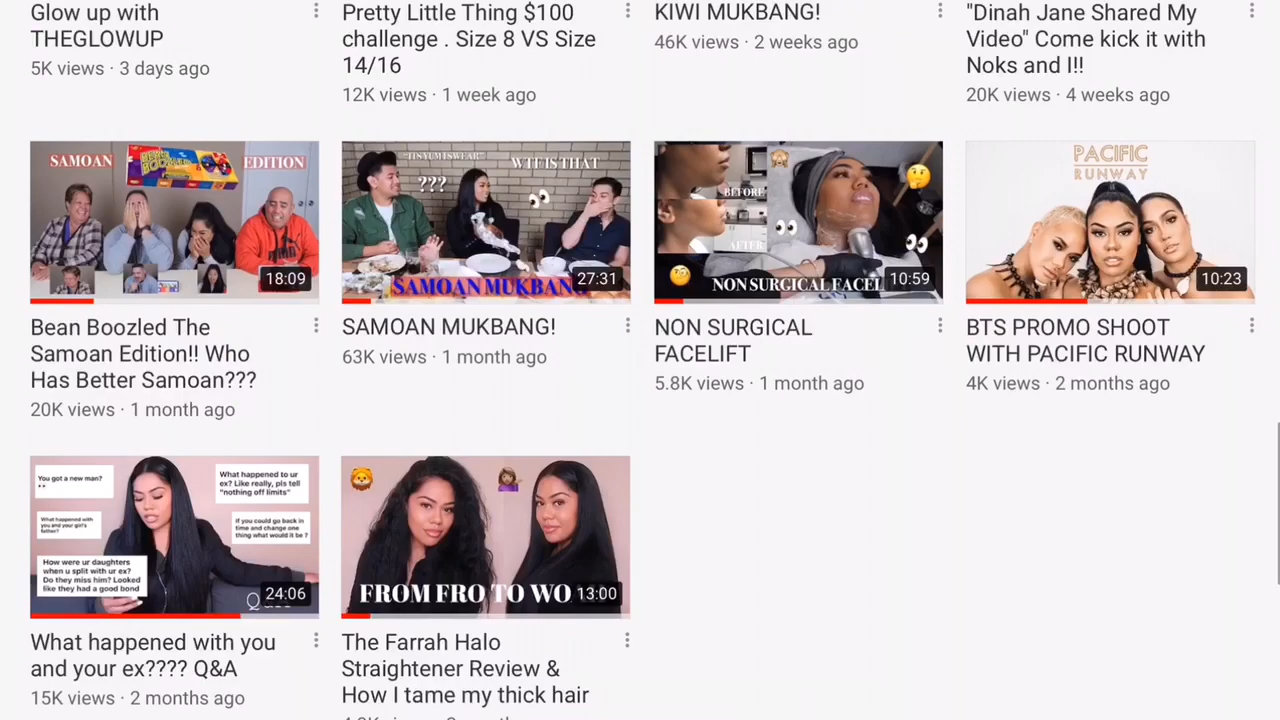 Glow up with
THEGLOWUP
5K views · 3 days ago
Pretty Little Thing $100
challenge . Size 8 VS Size
14/16
12K views · 1 week ago
KIWI MUKBANG!
46K views · 2 weeks ago
"Dinah Jane Shared My
Video" Come kick it with
Noks and I!!
20K views · 4 weeks ago
SAMOAN
BEAN
BOOZLED
EDITION
18:09
Bean Boozled The
Samoan Edition!! Who
Has Better Samoan???
20K views · 1 month ago
"ITS YUM I SWEAR"
???
WTF IS THAT
SAMOAN MUKBAN
27:31
SAMOAN MUKBANG!
63K views · 1 month ago
BEFORE
AFTER
NON SURGICAL FACEL
10:59
NON SURGICAL
FACELIFT
5.8K views · 1 month ago
PACIFIC
RUNWAY
10:23
BTS PROMO SHOOT
WITH PACIFIC RUNWAY
4K views · 2 months ago
You got a new man?
What happened with
you and your girl's
father?
How were ur daughters
when u split with ur ex?
Do they miss him? Looked
like they had a good bond
What happened to ur
ex? Like really, pls tell
"nothing off limits"
If you could go back in
time and change one
thing what would it be ?
24:06
What happened with you
and your ex???? Q&A
15K views · 2 months ago
FROM FRO TO WO
13:00
The Farrah Halo
Straightener Review &
How I tame my thick hair